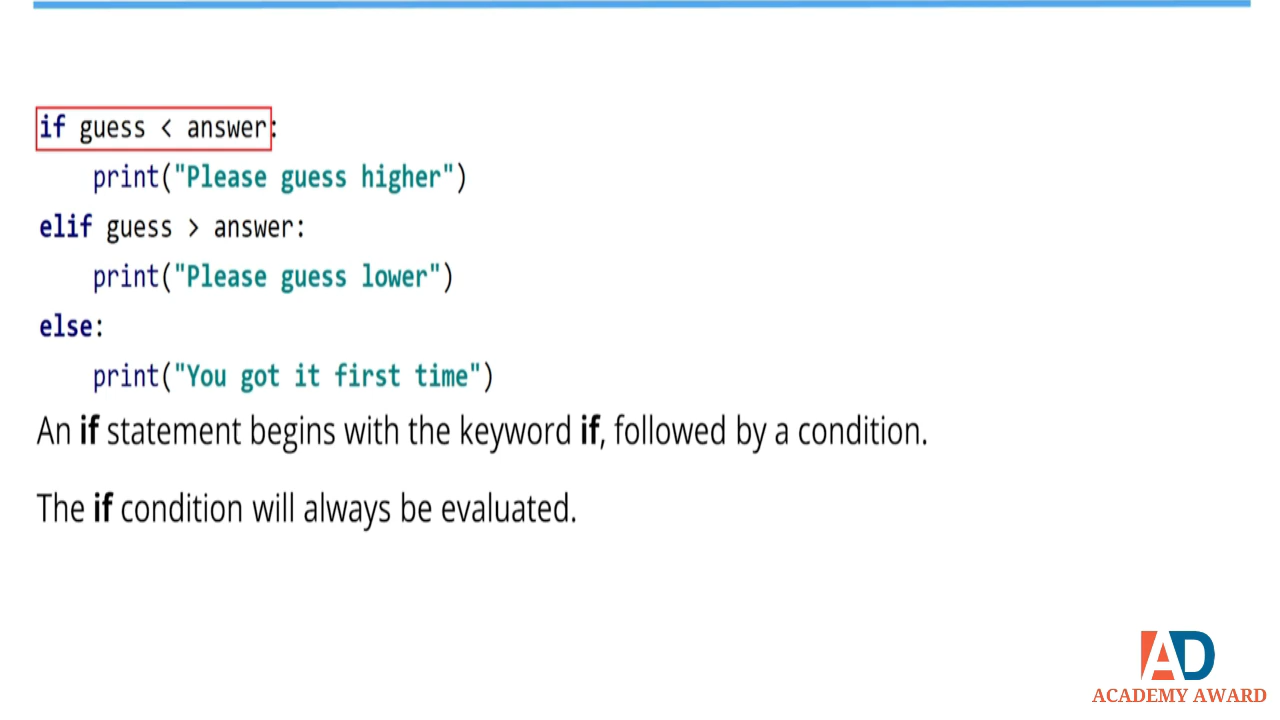 if guess < answer:
    print("Please guess higher")
elif guess > answer:
    print("Please guess lower")
else:
    print("You got it first time")
An if statement begins with the keyword if, followed by a condition.
The if condition will always be evaluated.
AD
ACADEMY AWARD